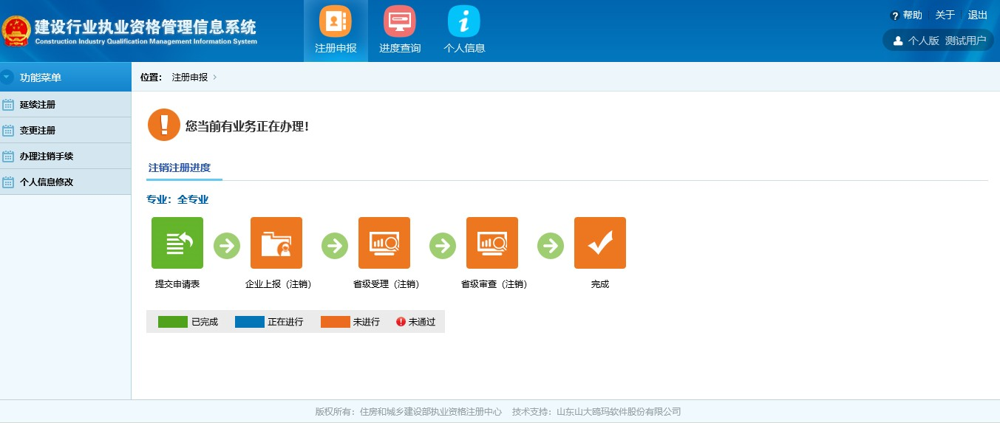 建设行业执业资格管理信息系统
Construction Industry Qualification Management Information System
注册申报 进度查询 个人信息
帮助 关于 退出
个人版 测试用户
功能菜单
延续注册
变更注册
办理注销手续
个人信息修改
位置： 注册申报
您当前有业务正在办理！
注销注册进度
专业：全专业
提交申请表 企业上报（注销） 省级受理（注销） 省级审查（注销） 完成
已完成 正在进行 未进行 未通过
版权所有：住房和城乡建设部执业资格注册中心 技术支持：山东山大鸥玛软件股份有限公司